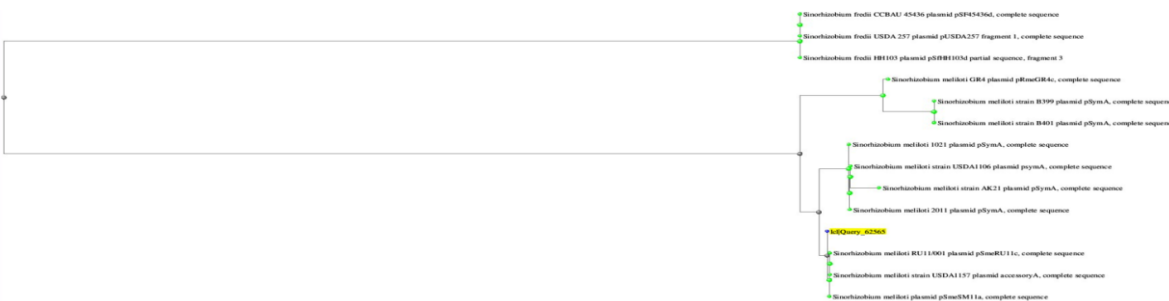 Sinorhizobium fredii CCBAU 45436 plasmid pSF45436d, complete sequence
Sinorhizobium fredii USDA 257 plasmid pUSDA257 fragment 1, complete sequence
Sinorhizobium fredii HH103 plasmid pSfHH103d partial sequence, fragment 3
Sinorhizobium meliloti GR4 plasmid pRmeGR4c, complete sequence
Sinorhizobium meliloti strain B399 plasmid pSymA, complete sequen
Sinorhizobium meliloti strain B401 plasmid pSymA, complete sequen
Sinorhizobium meliloti 1021 plasmid pSymA, complete sequence
Sinorhizobium meliloti strain USDA1106 plasmid psymA, complete sequence
Sinorhizobium meliloti strain AK21 plasmid pSymA, complete sequence
Sinorhizobium meliloti 2011 plasmid pSymA, complete sequence
lcl|Query_62565
Sinorhizobium meliloti RU11/001 plasmid pSmeRU11c, complete sequence
Sinorhizobium meliloti strain USDA1157 plasmid accessoryA, complete sequence
Sinorhizobium meliloti plasmid pSmeSM11a, complete sequence